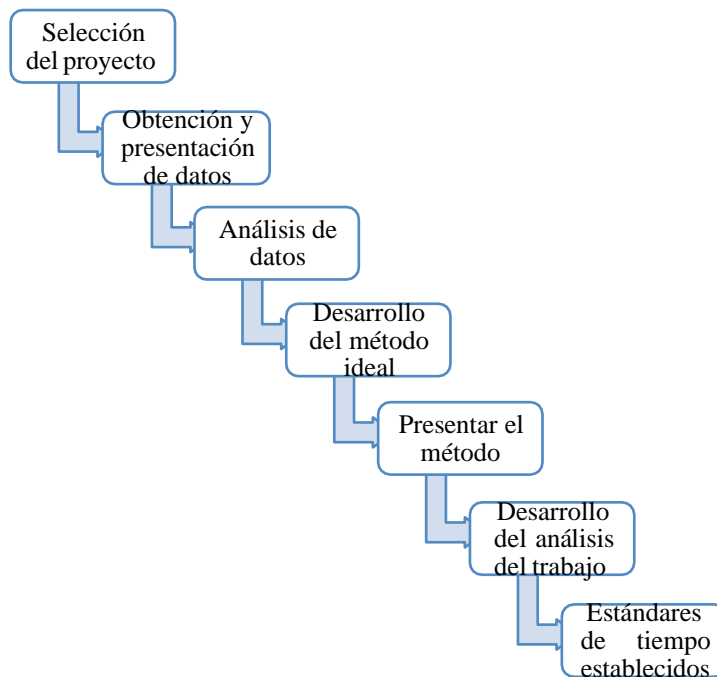 Selección
del proyecto
Obtención y
presentación
de datos
Análisis de
datos
Desarrollo
del método
ideal
Presentar el
método
Desarrollo
del análisis
del trabajo
Estándares
de tiempo
establecidos